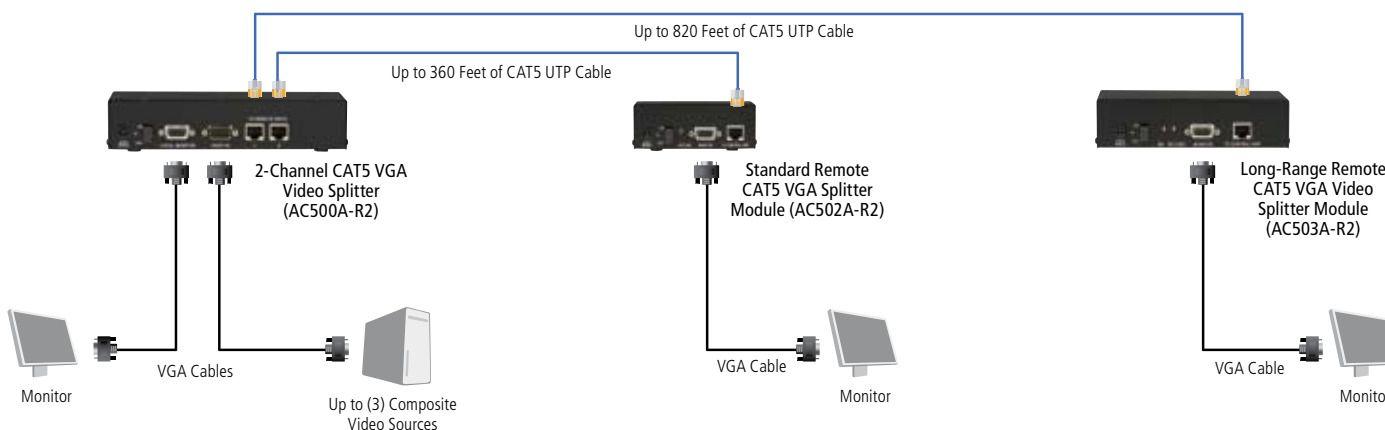 Up to 820 Feet of CAT5 UTP Cable
Up to 360 Feet of CAT5 UTP Cable
2-Channel CAT5 VGA
Video Splitter
(AC500A-R2)
Standard Remote
CAT5 VGA Splitter
Module (AC502A-R2)
Long-Range Remote
CAT5 VGA Video
Splitter Module
(AC503A-R2)
VGA Cables
VGA Cable
VGA Cable
Monitor
Up to (3) Composite
Video Sources
Monitor
Monito